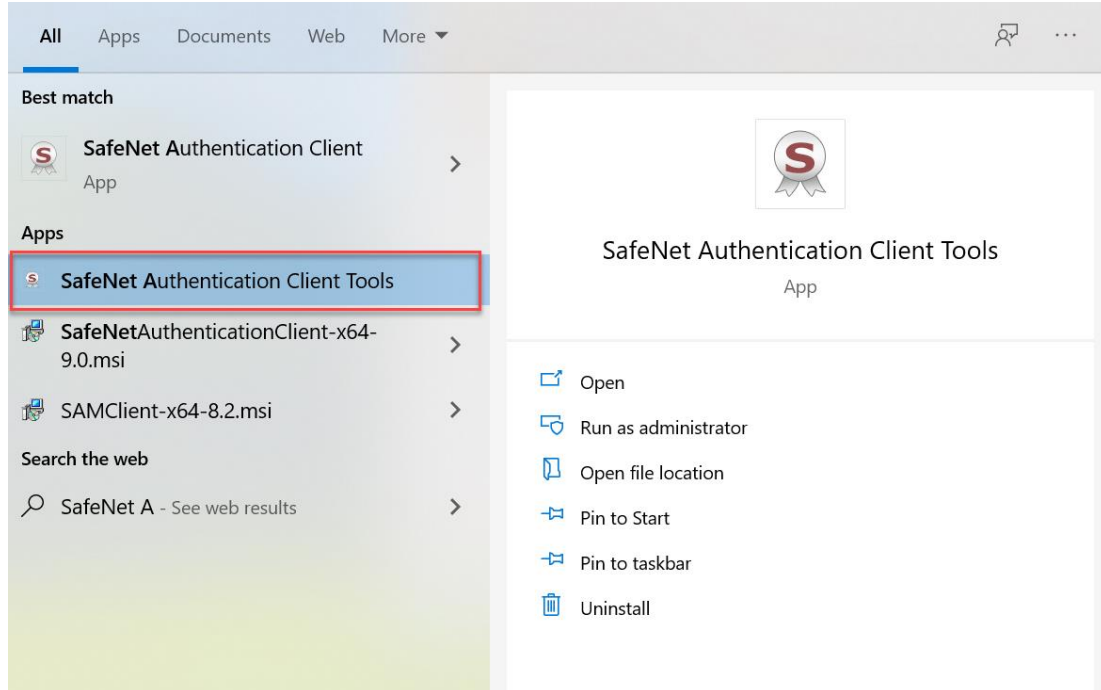 All Apps Documents Web More
Best match
SafeNet Authentication Client
App
Apps
SafeNet Authentication Client Tools
SafeNetAuthenticationClient-x64-
9.0.msi
SAMClient-x64-8.2.msi
Search the web
SafeNet A - See web results
S
SafeNet Authentication Client Tools
App
Open
Run as administrator
Open file location
Pin to Start
Pin to taskbar
Uninstall